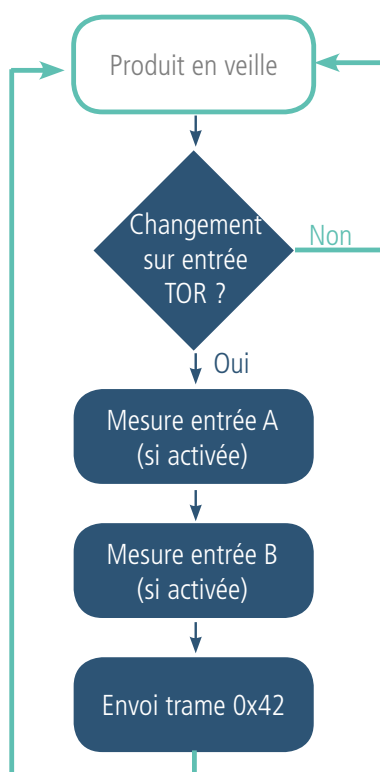 Produit en veille
Changement
sur entrée
TOR ?
Non
Oui
Mesure entrée A
(si activée)
Mesure entrée B
(si activée)
Envoi trame 0x42